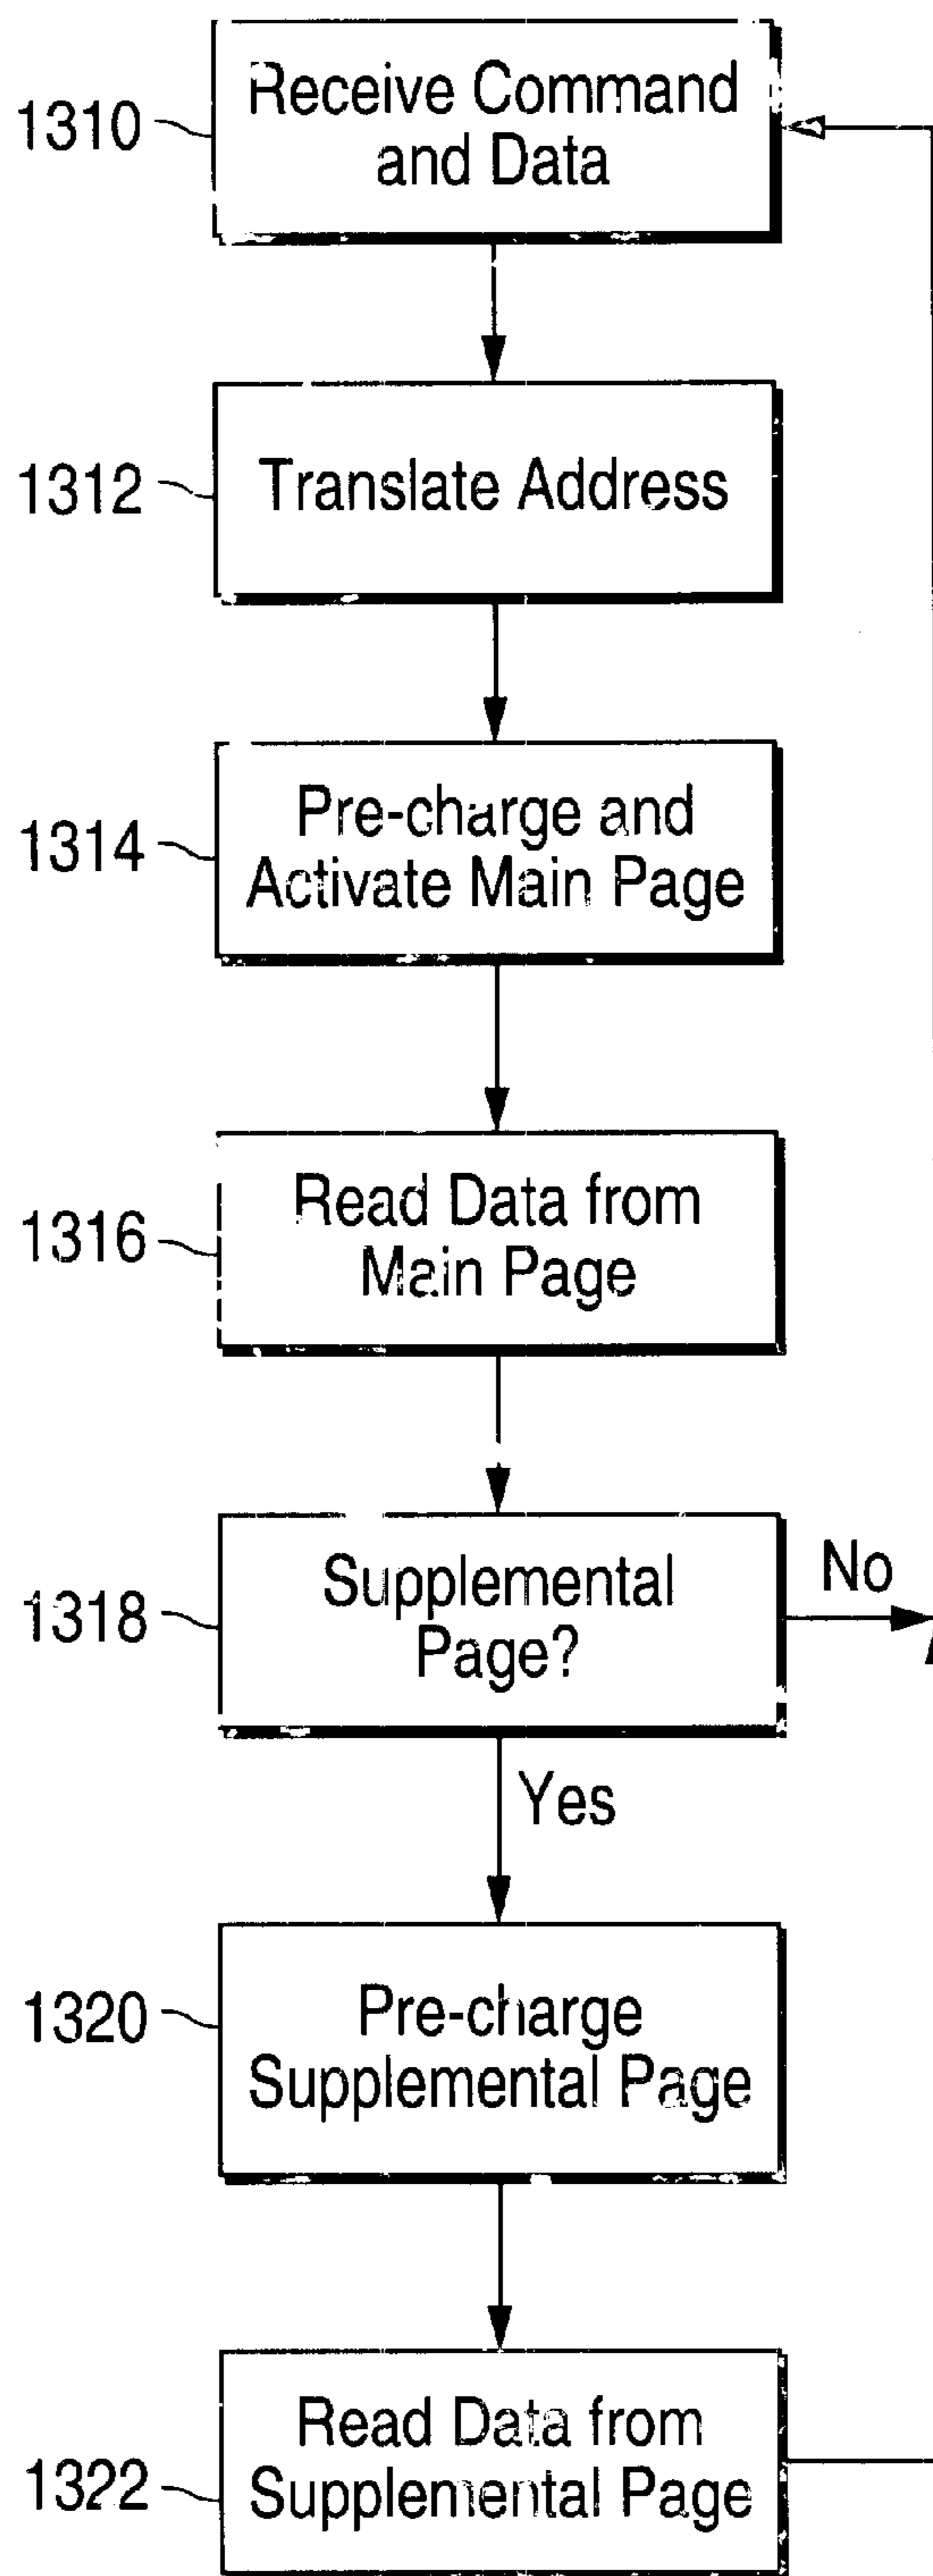 Receive Command
1310
and Data
1312
Translate Address
Pre-charge and
1314
Activate Main Page
Read Data from
1316
Main Page
Supplemental
No
1318
Page?
Yes
Pre-charge
1320
Supplemental Page
Read Data from
1322
Supplemental Page